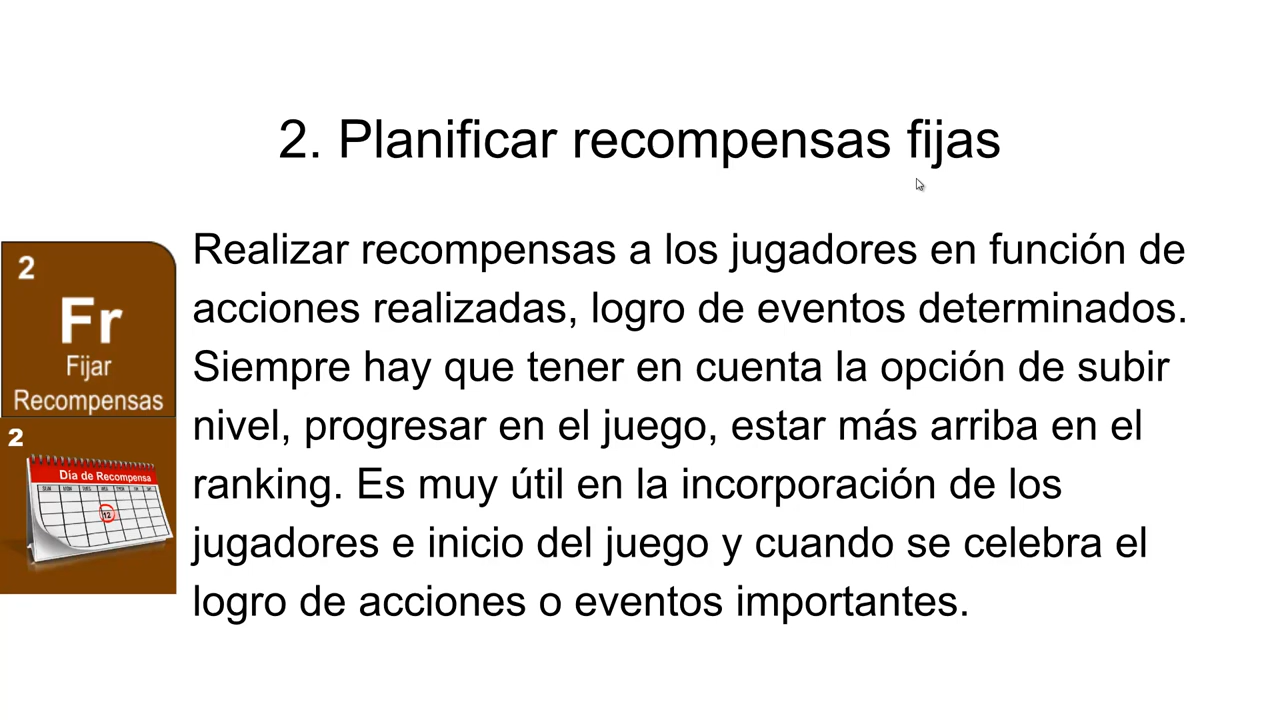 2. Planificar recompensas fijas
Realizar recompensas a los jugadores en función de
acciones realizadas, logro de eventos determinados.
Siempre hay que tener en cuenta la opción de subir
nivel, progresar en el juego, estar más arriba en el
ranking. Es muy útil en la incorporación de los
jugadores e inicio del juego y cuando se celebra el
logro de acciones o eventos importantes.
2
Fr
Fijar
Recompensas
2
Día de Recompensa
12